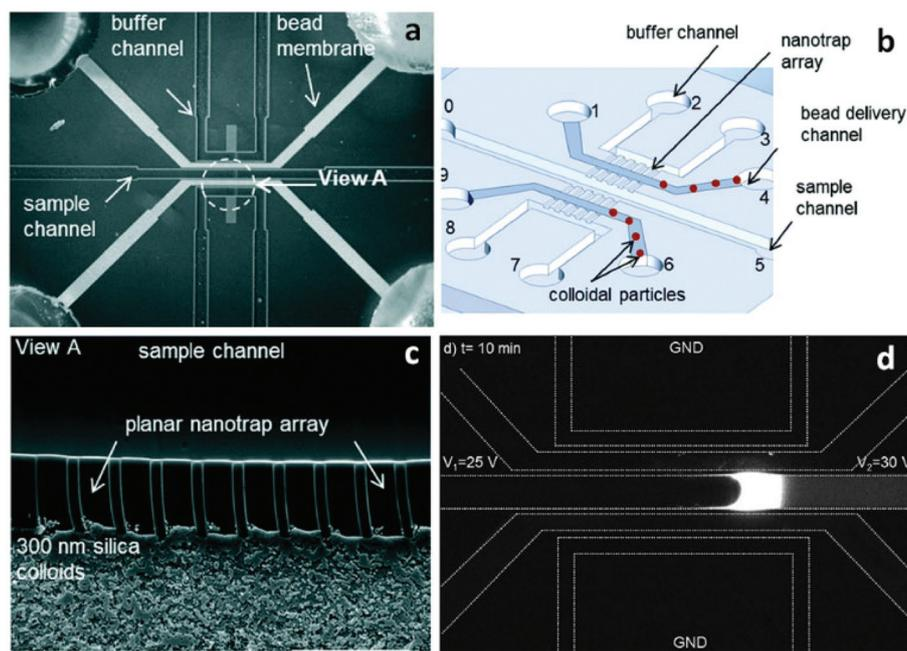 buffer
channel
bead
membrane
a
sample
channel
View A
buffer channel
b
nanotrap
array
bead delivery
channel
sample
channel
0
1
2
3
4
5
6
7
8
9
colloidal particles
View A
sample channel
c
planar nanotrap array
300 nm silica
colloids
d) t= 10 min
GND
d
V₁=25 V
V₂=30 V
GND